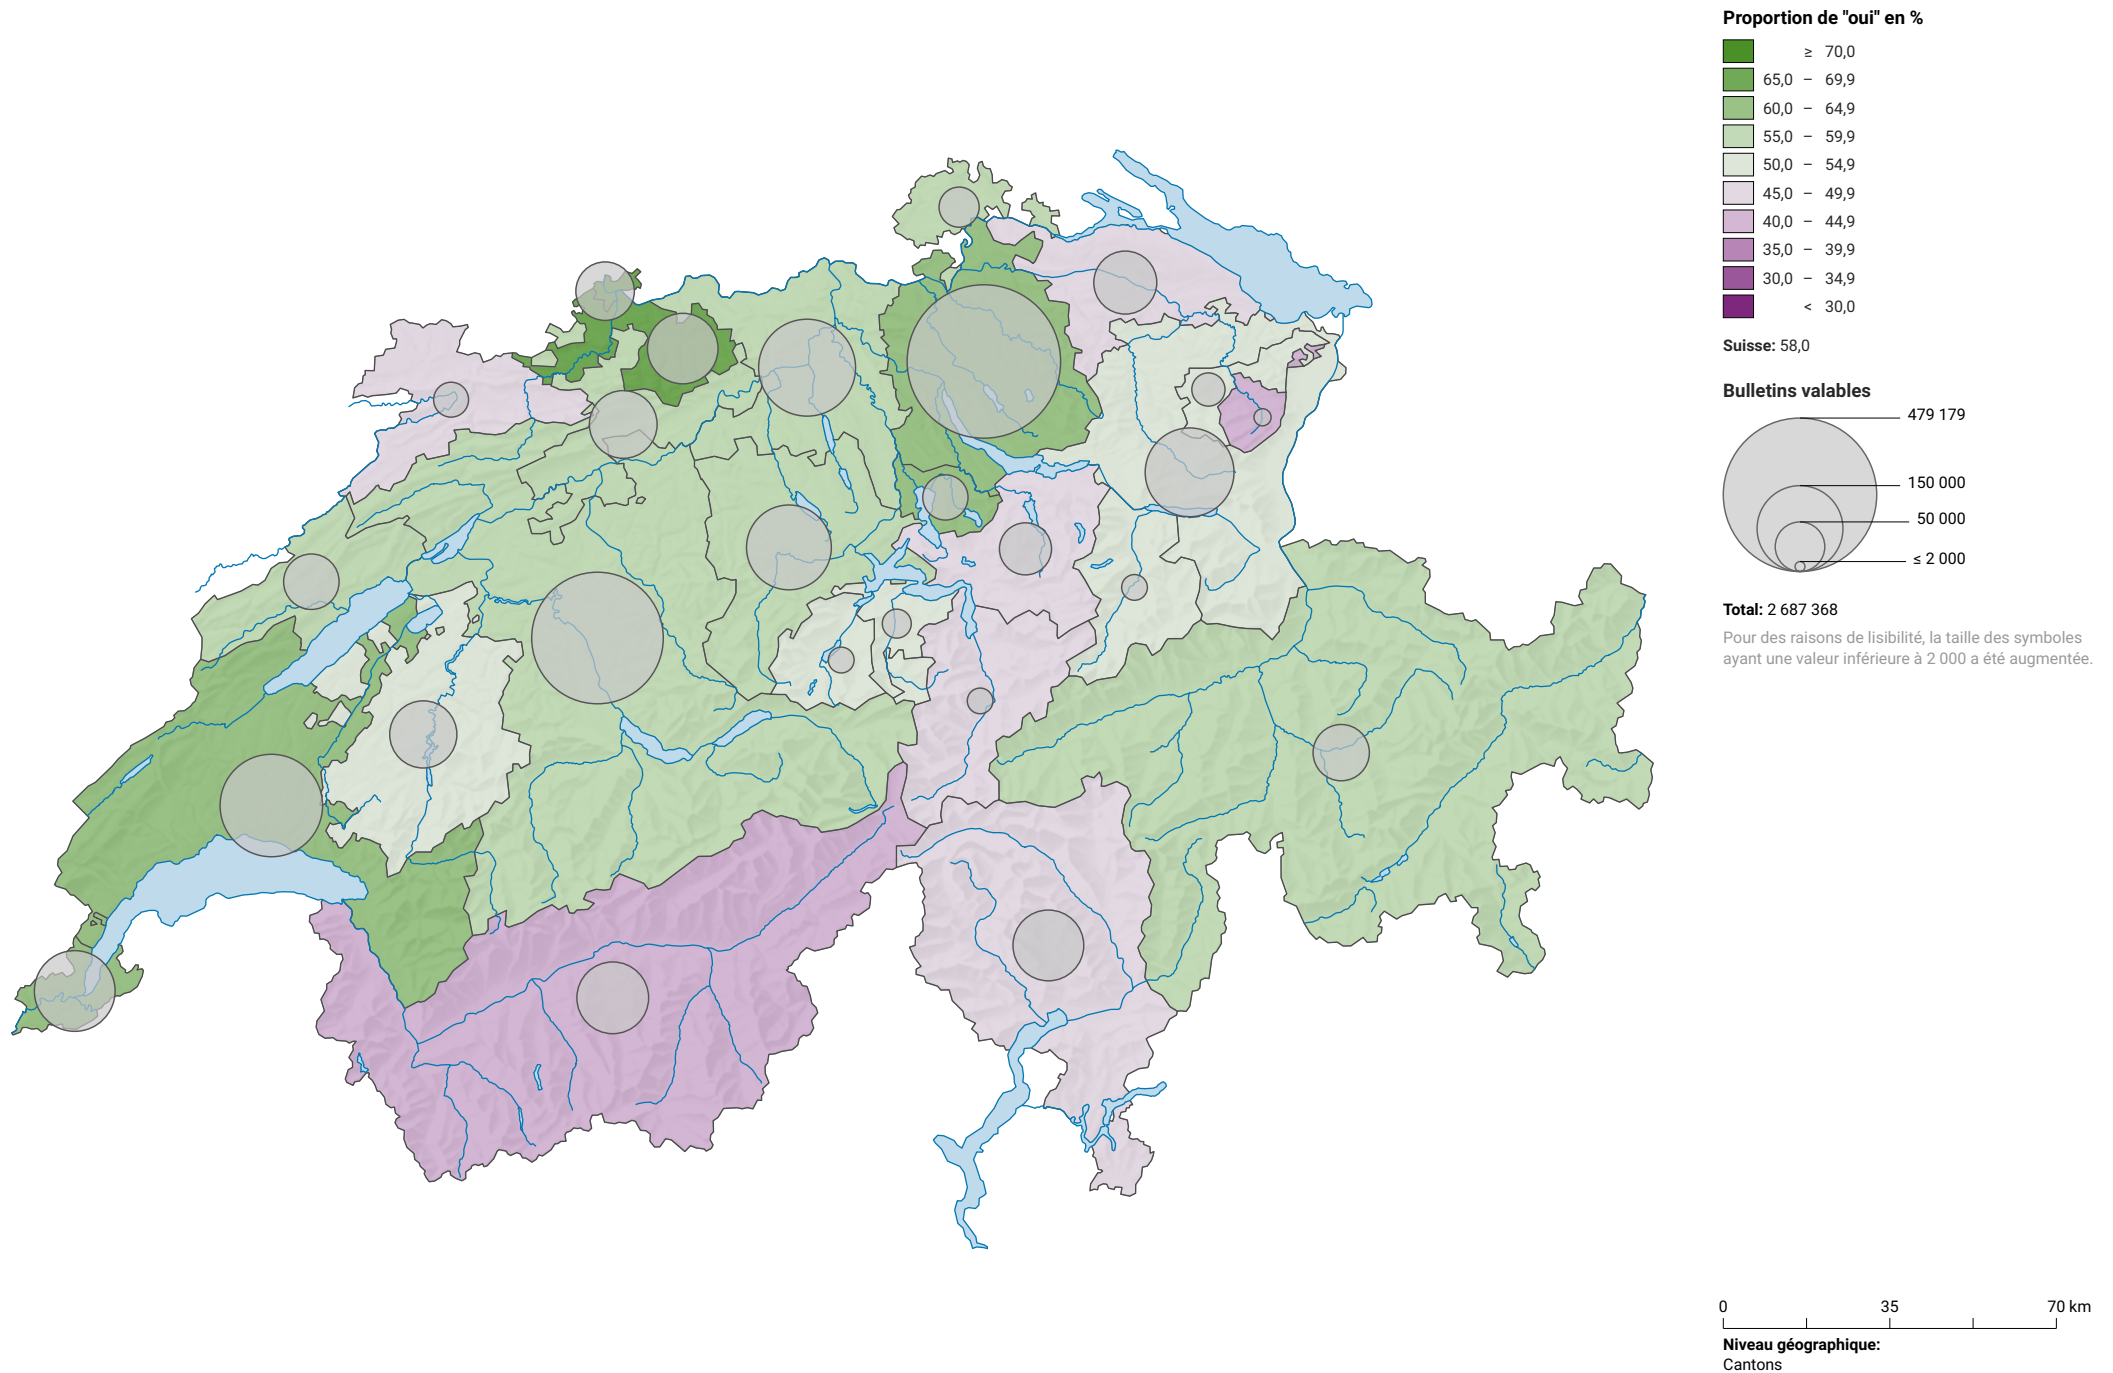 Proportion de "oui" en %
≥ 70,0
65,0 – 69,9
60,0 – 64,9
55,0 – 59,9
50,0 – 54,9
45,0 – 49,9
40,0 – 44,9
35,0 – 39,9
30,0 – 34,9
< 30,0
Suisse: 58,0
Bulletins valables
479 179
150 000
50 000
≤ 2 000
Total: 2 687 368
Pour des raisons de lisibilité, la taille des symboles
ayant une valeur inférieure à 2 000 a été augmentée.
0 35 70 km
Niveau géographique:
Cantons